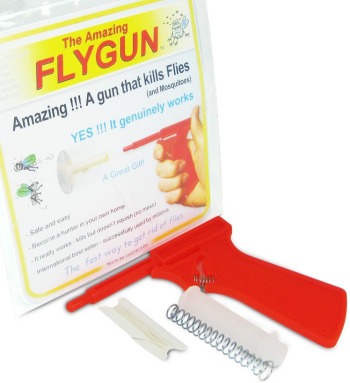 The Amazing
FLYGUN
Amazing !!! A gun that kills Flies
(and Mosquitoes)
YES !!! It genuinely works
A Great Gift!
- Safe and easy
- Become a hunter in your own home
- It really works - kills but doesn't squash (no mess)
- International best seller - successfully used by millions
The fast way to get rid of flies